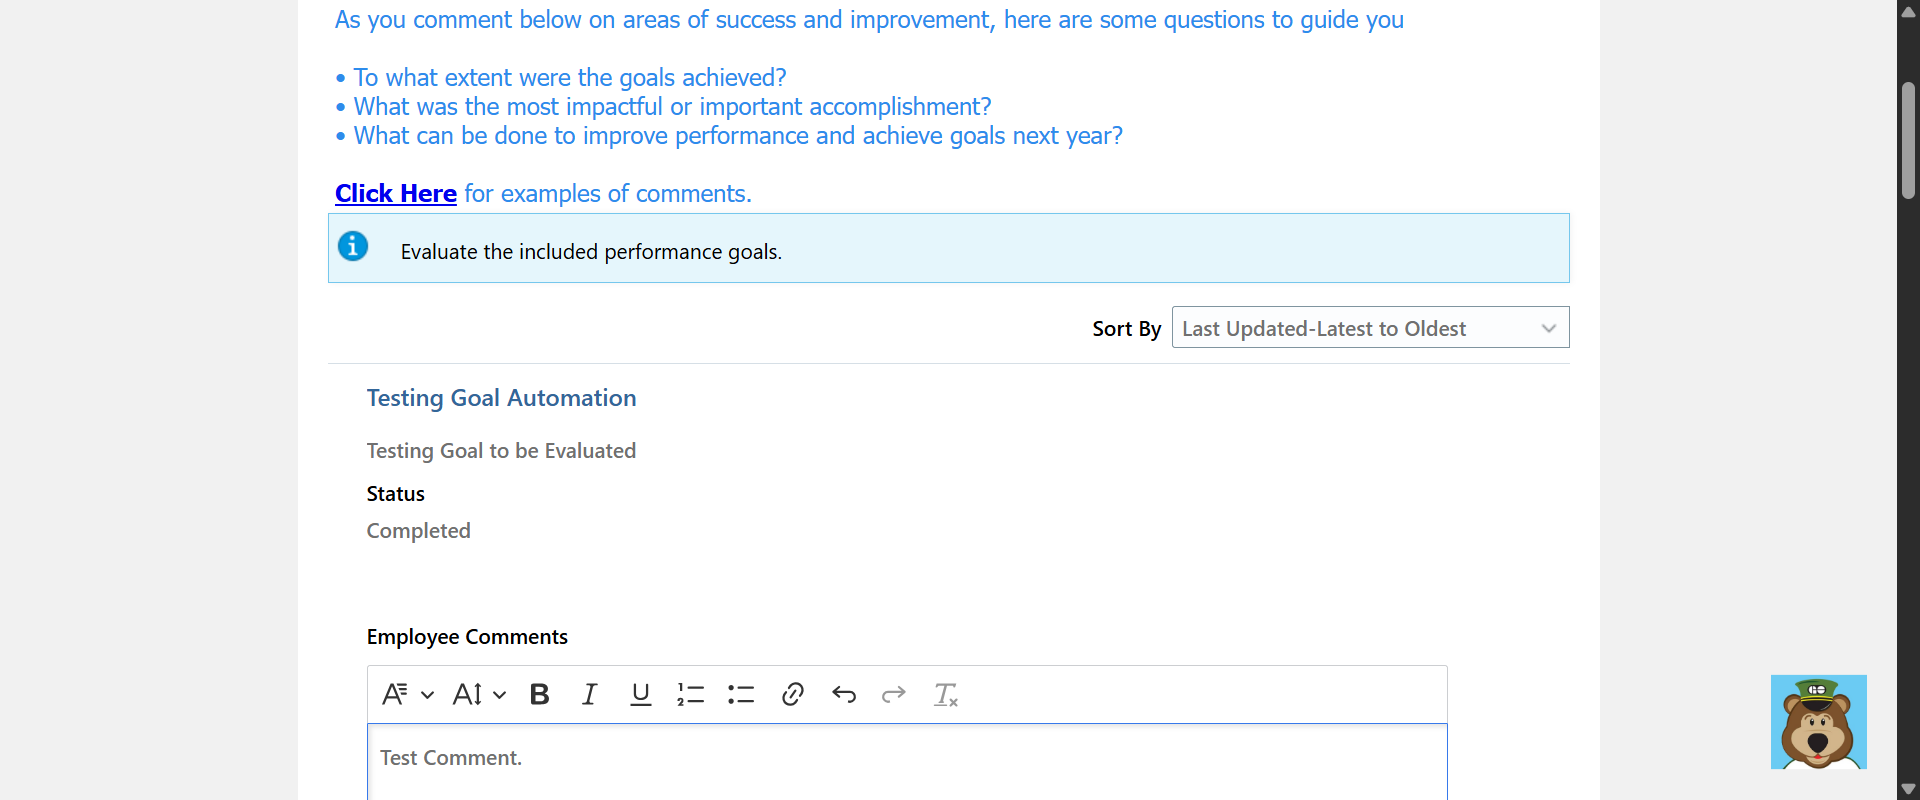 As you comment below on areas of success and improvement, here are some questions to guide you
• To what extent were the goals achieved?
• What was the most impactful or important accomplishment?
• What can be done to improve performance and achieve goals next year?
Click Here for examples of comments.
Evaluate the included performance goals.
Sort By Last Updated-Latest to Oldest
Testing Goal Automation
Testing Goal to be Evaluated
Status
Completed
Employee Comments
Test Comment.